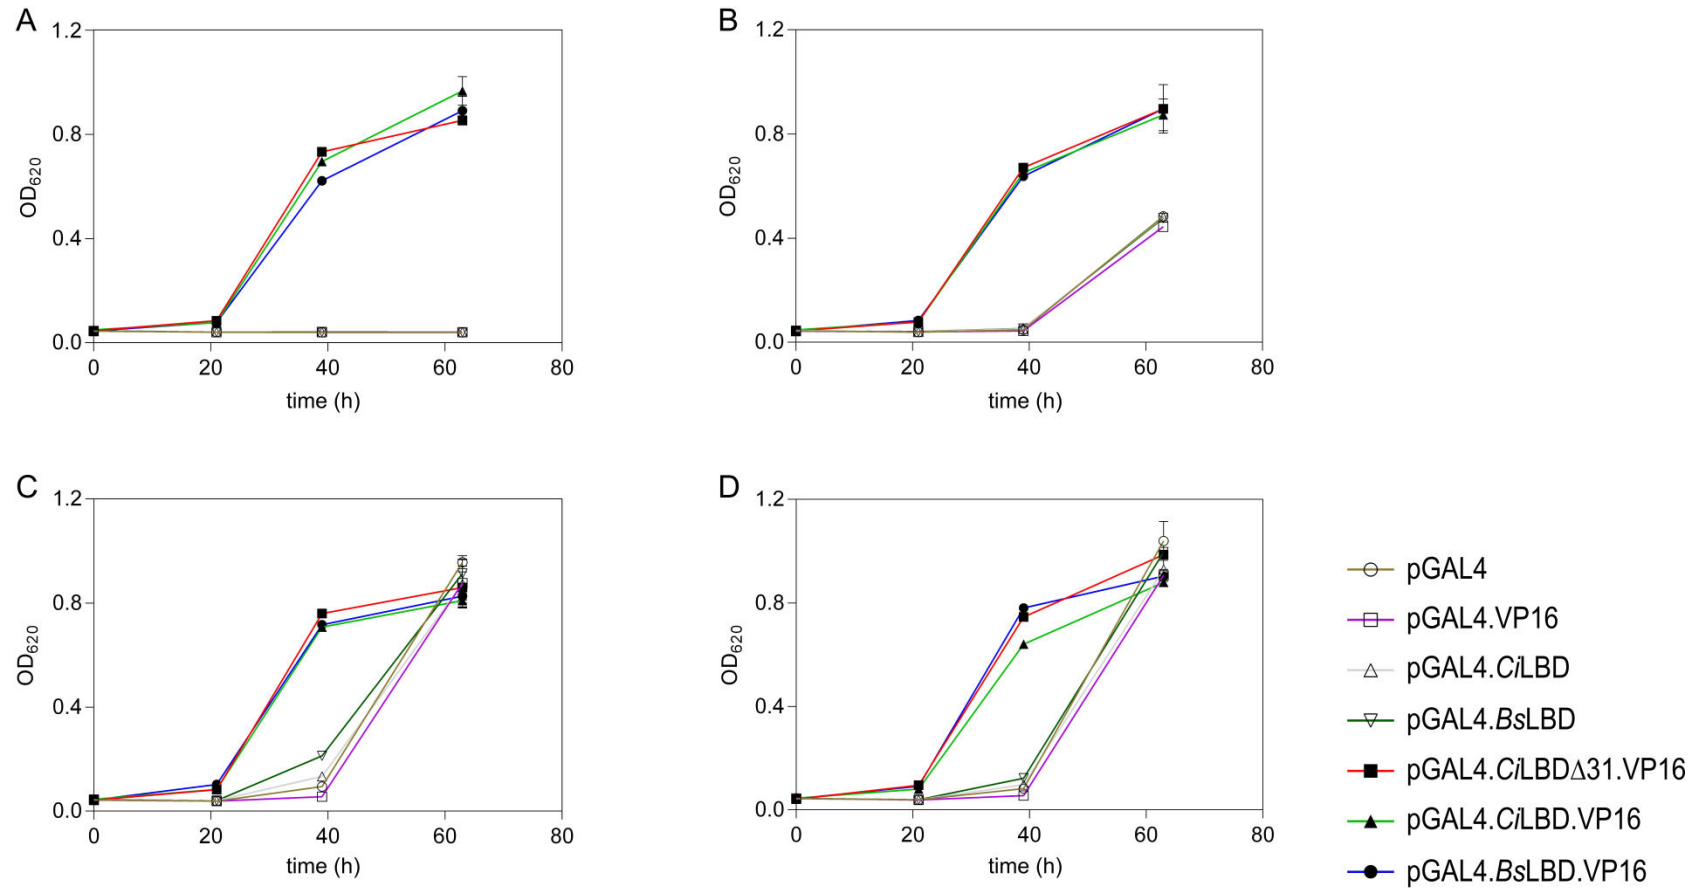 A
1.2
0.8
0.4
0.0
OD620
0
20
40
60
80
time (h)
B
1.2
0.8
0.4
0.0
OD620
0
20
40
60
80
time (h)
C
1.2
0.8
0.4
0.0
OD620
0
20
40
60
80
time (h)
D
1.2
0.8
0.4
0.0
OD620
0
20
40
60
80
time (h)
pGAL4
pGAL4.VP16
pGAL4.CiLBD
pGAL4.BsLBD
pGAL4.CiLBDΔ31.VP16
pGAL4.CiLBD.VP16
pGAL4.BsLBD.VP16